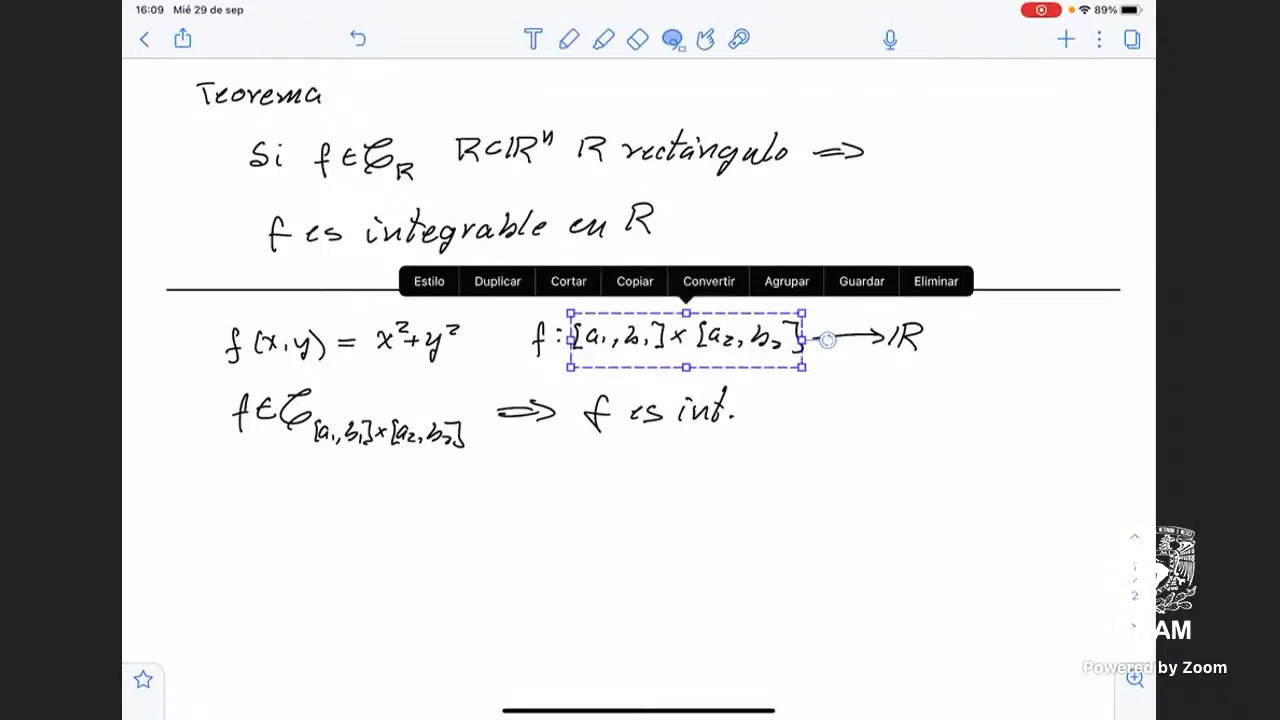 16:09 Mié 29 de sep 89%
Teorema
Si f∈𝒞_R R⊂ℝⁿ R rectángulo ⟹
f es integrable en R
Estilo Duplicar Cortar Copiar Convertir Agrupar Guardar Eliminar
f(x,y) = x²+y² f:[a₁,b₁]×[a₂,b₂] ⟶ ℝ
f∈𝒞_{[a₁,b₁]×[a₂,b₂]} ⟹ f es int.
2
Powered by Zoom